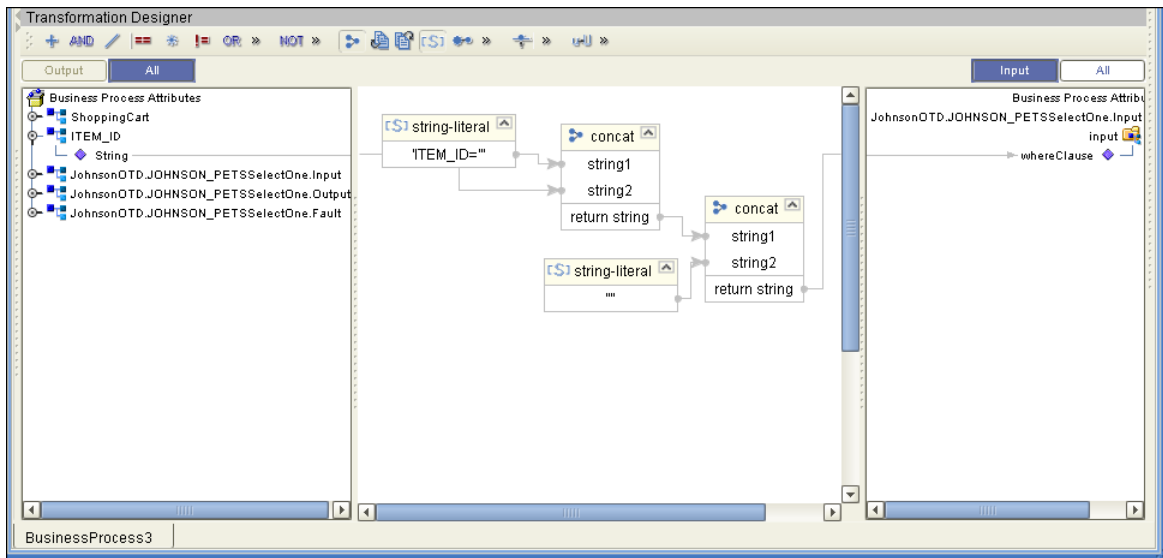 Transformation Designer
AND == != OR » NOT » [S] » » »
Output All Input All
Business Process Attributes
ShoppingCart
ITEM_ID
String
JohnsonOTD.JOHNSON_PETSSelectOne.Input
JohnsonOTD.JOHNSON_PETSSelectOne.Output
JohnsonOTD.JOHNSON_PETSSelectOne.Fault
[S] string-literal
'ITEM_ID='"
concat
string1
string2
return string
concat
string1
string2
return string
[S] string-literal
""
Business Process Attribu
JohnsonOTD.JOHNSON_PETSSelectOne.Input
input
whereClause
BusinessProcess3